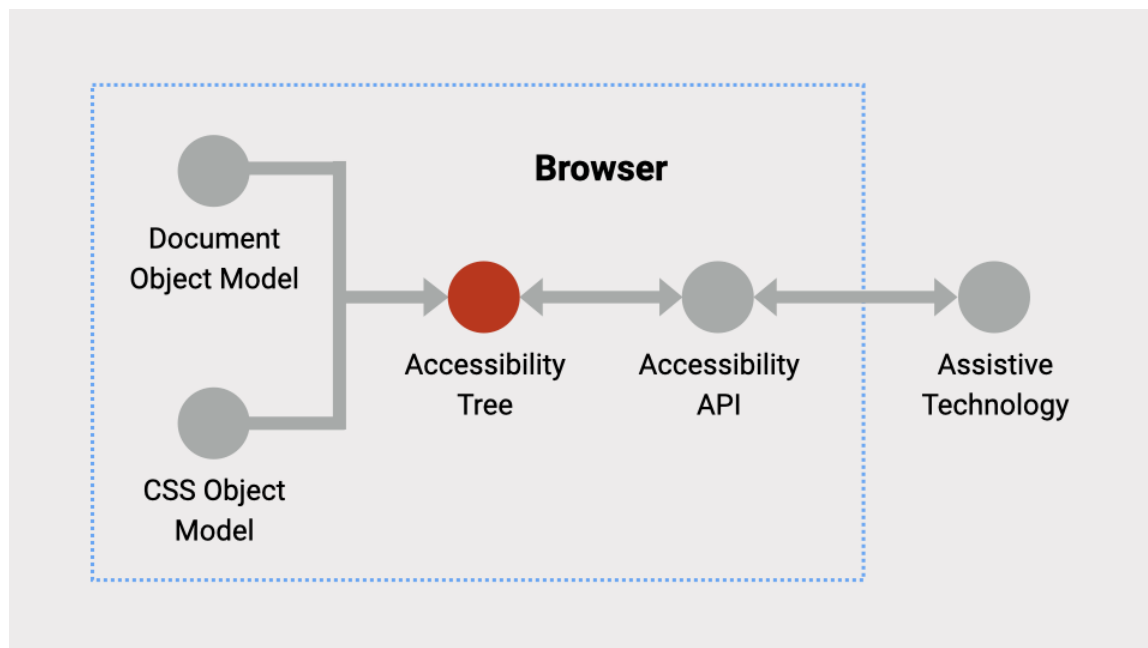 Browser
Document
Object Model
Accessibility
Tree
Accessibility
API
Assistive
Technology
CSS Object
Model